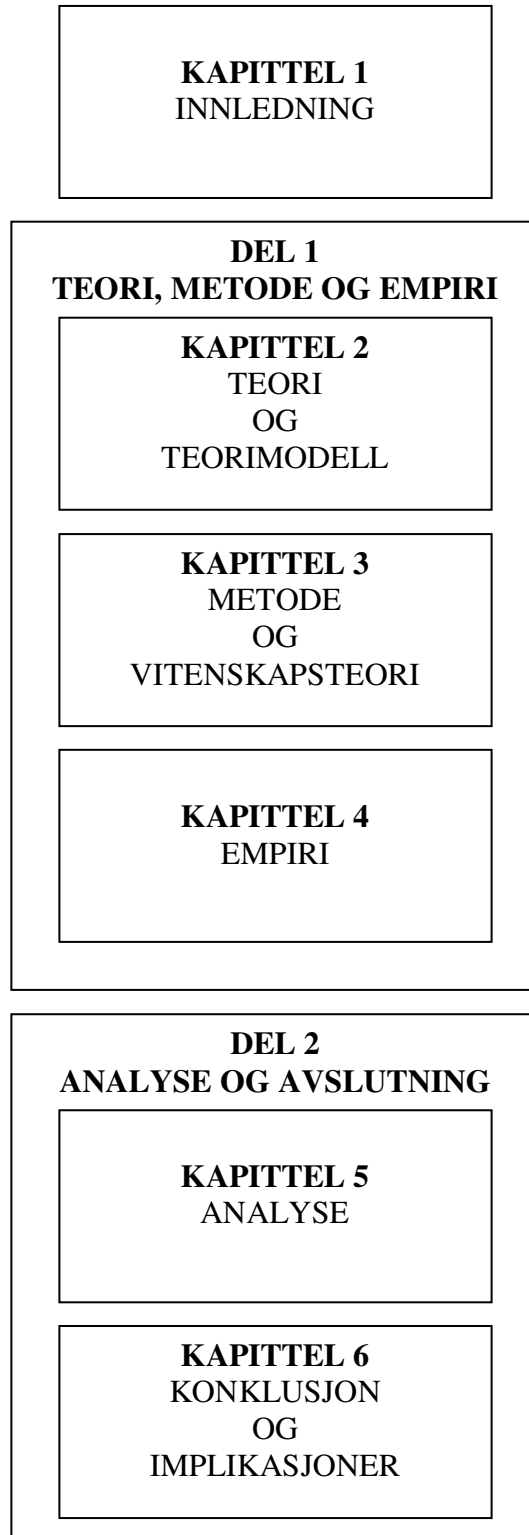 KAPITTEL 1
INNLEDNING
DEL 1
TEORI, METODE OG EMPIRI
KAPITTEL 2
TEORI
OG
TEORIMODELL
KAPITTEL 3
METODE
OG
VITENSKAPSTEORI
KAPITTEL 4
EMPIRI
DEL 2
ANALYSE OG AVSLUTNING
KAPITTEL 5
ANALYSE
KAPITTEL 6
KONKLUSJON
OG
IMPLIKASJONER